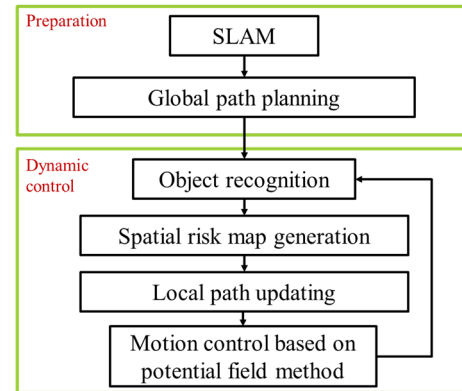 Preparation
SLAM
Global path planning
Dynamic
control
Object recognition
Spatial risk map generation
Local path updating
Motion control based on
potential field method